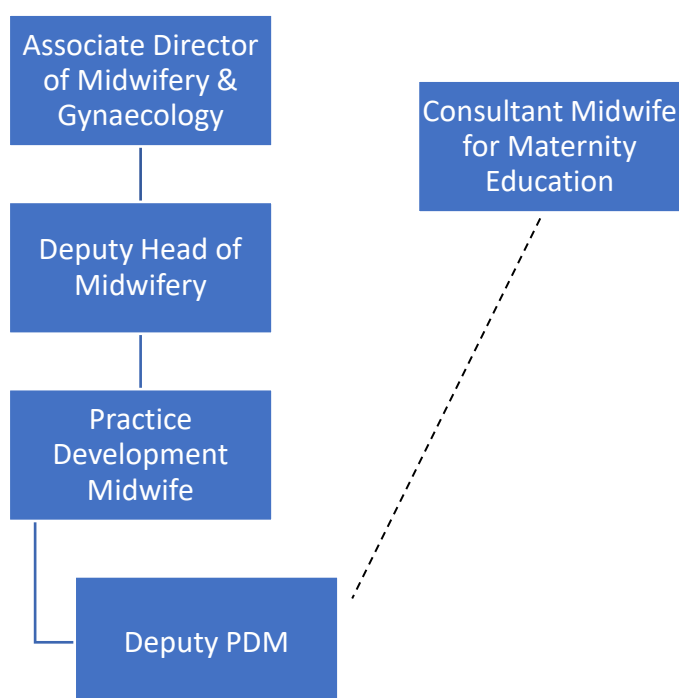 Associate Director
of Midwifery &
Gynaecology
Consultant Midwife
for Maternity
Education
Deputy Head of
Midwifery
Practice
Development
Midwife
Deputy PDM